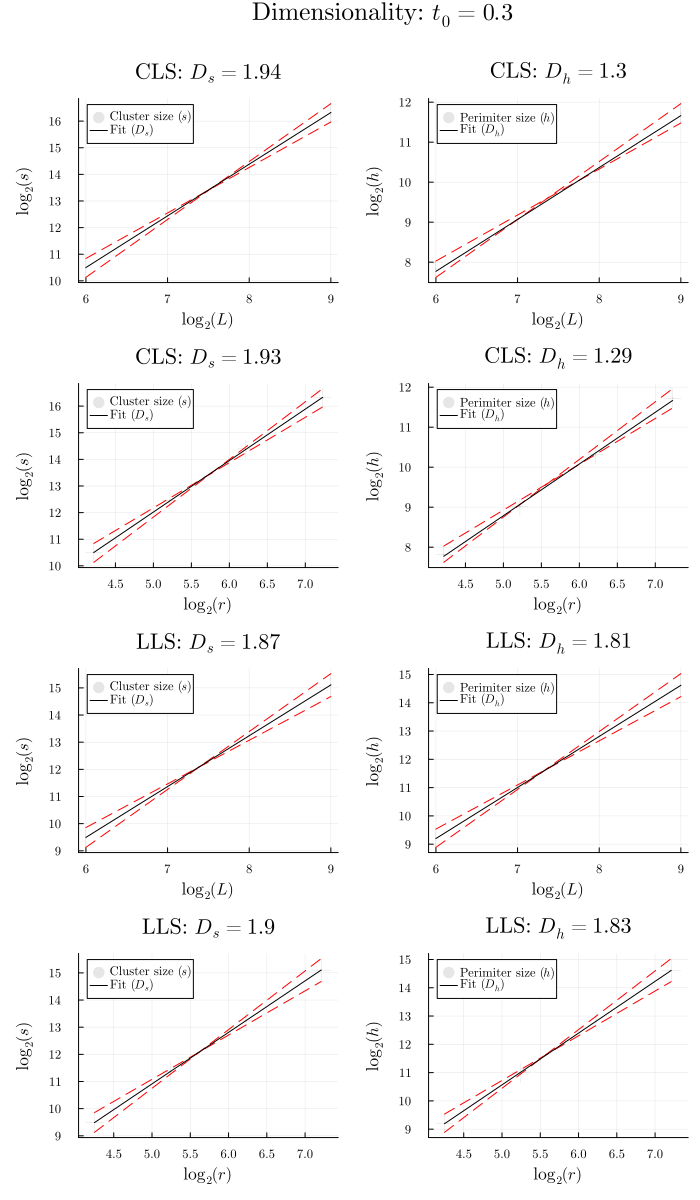 Dimensionality: t₀ = 0.3
CLS: Dₛ = 1.94
CLS: Dₕ = 1.3
Cluster size (s)
Fit (Dₛ)
log₂(s)
16
15
14
13
12
11
10
6 7 8 9
log₂(L)
Perimiter size (h)
Fit (Dₕ)
log₂(h)
12
11
10
9
8
6 7 8 9
log₂(L)
CLS: Dₛ = 1.93
CLS: Dₕ = 1.29
Cluster size (s)
Fit (Dₛ)
log₂(s)
16
15
14
13
12
11
10
4.5 5.0 5.5 6.0 6.5 7.0
log₂(r)
Perimiter size (h)
Fit (Dₕ)
log₂(h)
12
11
10
9
8
4.5 5.0 5.5 6.0 6.5 7.0
log₂(r)
LLS: Dₛ = 1.87
LLS: Dₕ = 1.81
Cluster size (s)
Fit (Dₛ)
log₂(s)
15
14
13
12
11
10
9
6 7 8 9
log₂(L)
Perimiter size (h)
Fit (Dₕ)
log₂(h)
15
14
13
12
11
10
9
6 7 8 9
log₂(L)
LLS: Dₛ = 1.9
LLS: Dₕ = 1.83
Cluster size (s)
Fit (Dₛ)
log₂(s)
15
14
13
12
11
10
9
4.5 5.0 5.5 6.0 6.5 7.0
log₂(r)
Perimiter size (h)
Fit (Dₕ)
log₂(h)
15
14
13
12
11
10
9
4.5 5.0 5.5 6.0 6.5 7.0
log₂(r)